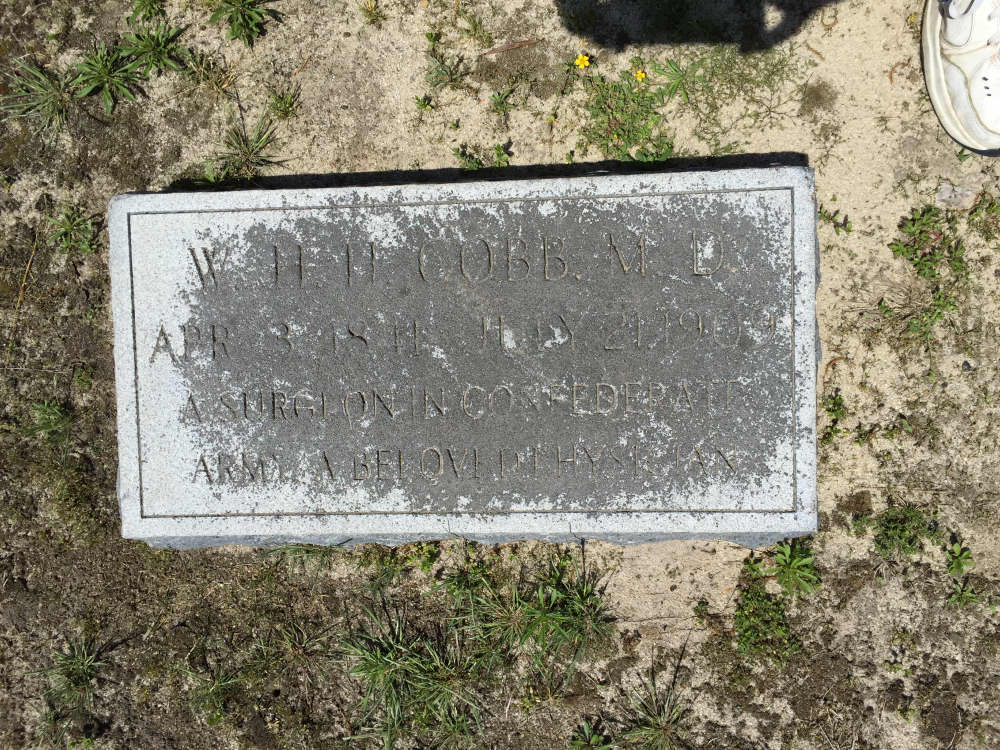 W. H. H. COBB. M. D.
APR. 3. 1841. JULY 21. 1909
A SURGEON IN CONFEDERATE
ARMY. A BELOVED PHYSICIAN